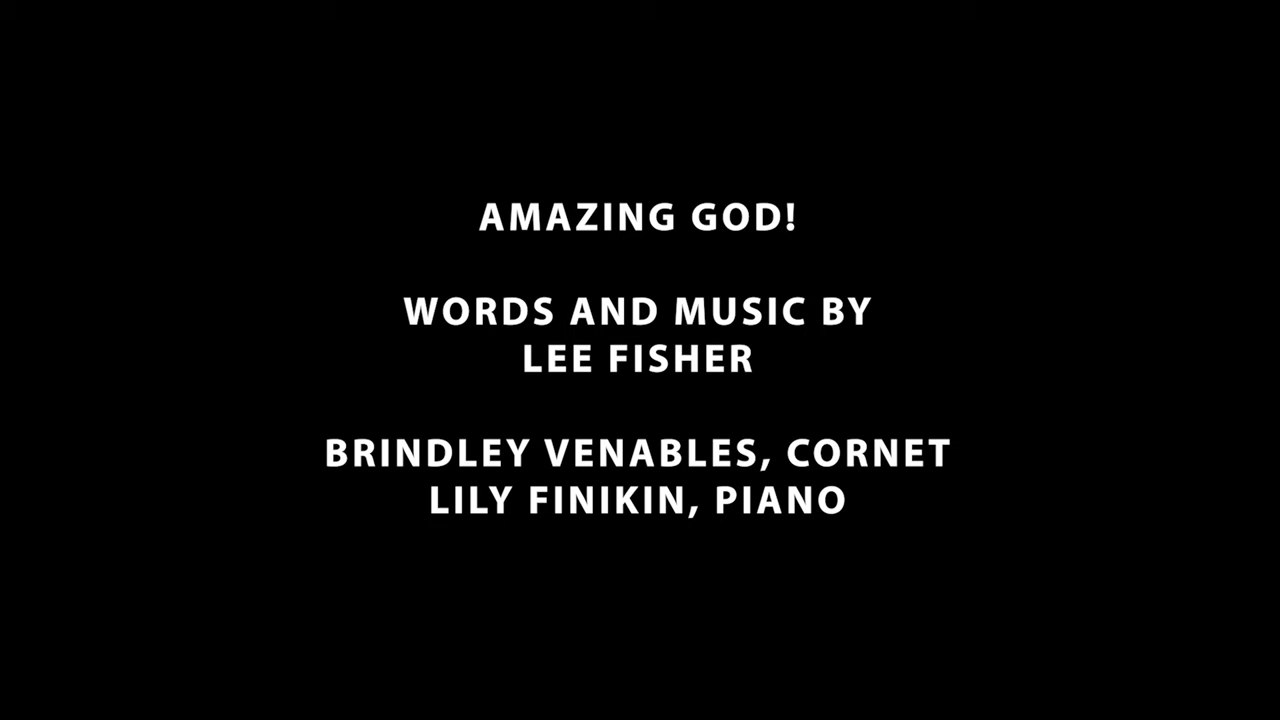 AMAZING GOD!
WORDS AND MUSIC BY
LEE FISHER
BRINDLEY VENABLES, CORNET
LILY FINIKIN, PIANO